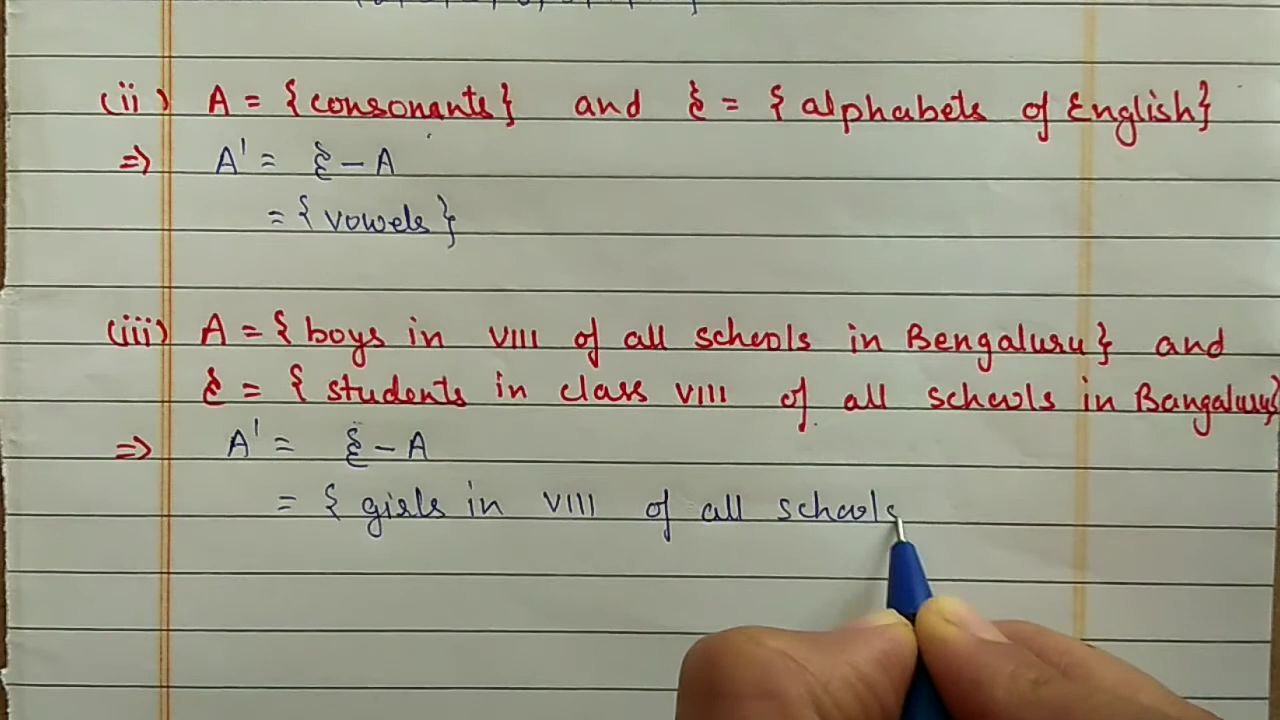 (ii) A = {consonants} and ξ = {alphabets of English}
⇒ A' = ξ - A
= {vowels}
(iii) A = {boys in VIII of all schools in Bengaluru} and
ξ = {students in class VIII of all schools in Bangaluru}
⇒ A' = ξ - A
= {girls in VIII of all schools